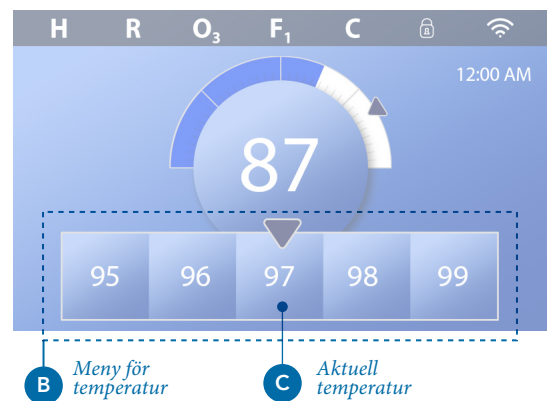 H R O₃ F₁ C
12:00 AM
87
95 96 97 98 99
B Meny för temperatur
C Aktuell temperatur